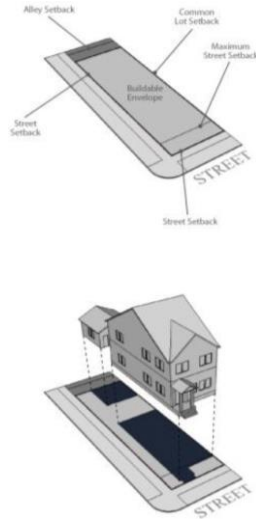 Alley Setback
Common
Lot Setback
Maximum
Street Setback
Buildable
Envelope
Street
Setback
STREET
Street Setback
STREET